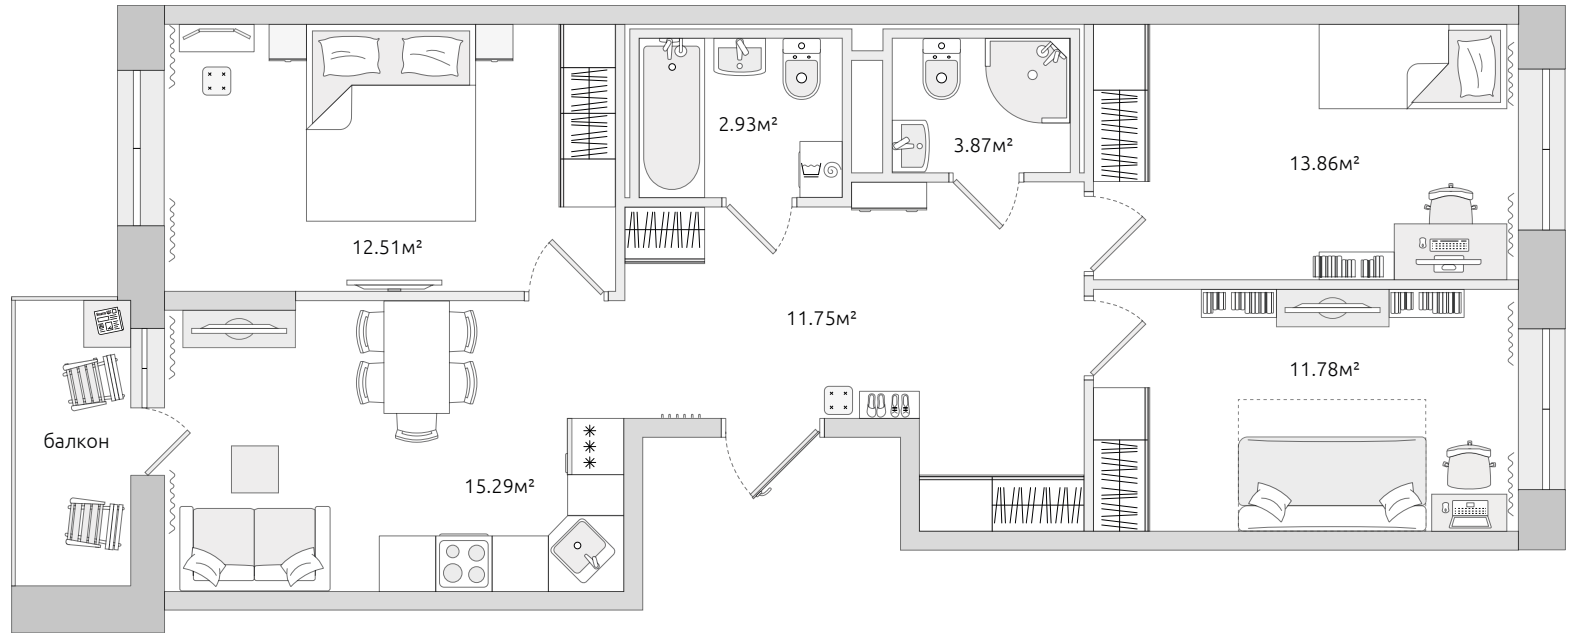 2.93м²
3.87м²
13.86м²
12.51м²
11.75м²
11.78м²
балкон
15.29м²